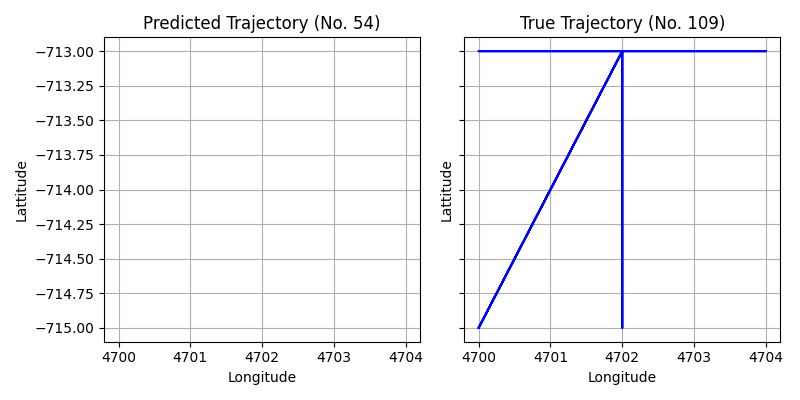 Predicted Trajectory (No. 54)
Lattitude
−713.00
−713.25
−713.50
−713.75
−714.00
−714.25
−714.50
−714.75
−715.00
4700 4701 4702 4703 4704
Longitude
True Trajectory (No. 109)
Lattitude
4700 4701 4702 4703 4704
Longitude